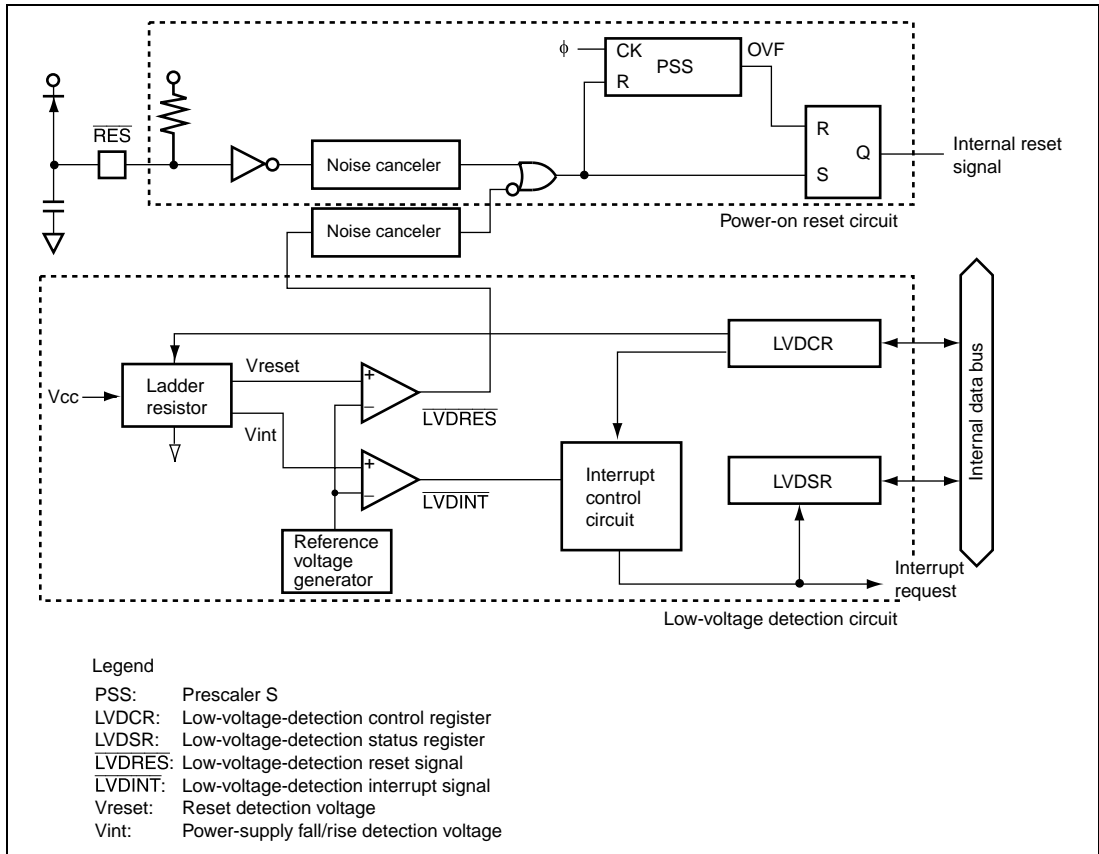 φ
CK
PSS
OVF
R
RES
R
Q
S
Internal reset
signal
Noise canceler
Noise canceler
Power-on reset circuit
LVDCR
Vreset
Vcc
Ladder
resistor
+
−
LVDRES
Vint
+
−
LVDINT
Interrupt
control
circuit
LVDSR
Internal data bus
Reference
voltage
generator
Interrupt
request
Low-voltage detection circuit
Legend
PSS: Prescaler S
LVDCR: Low-voltage-detection control register
LVDSR: Low-voltage-detection status register
LVDRES: Low-voltage-detection reset signal
LVDINT: Low-voltage-detection interrupt signal
Vreset: Reset detection voltage
Vint: Power-supply fall/rise detection voltage